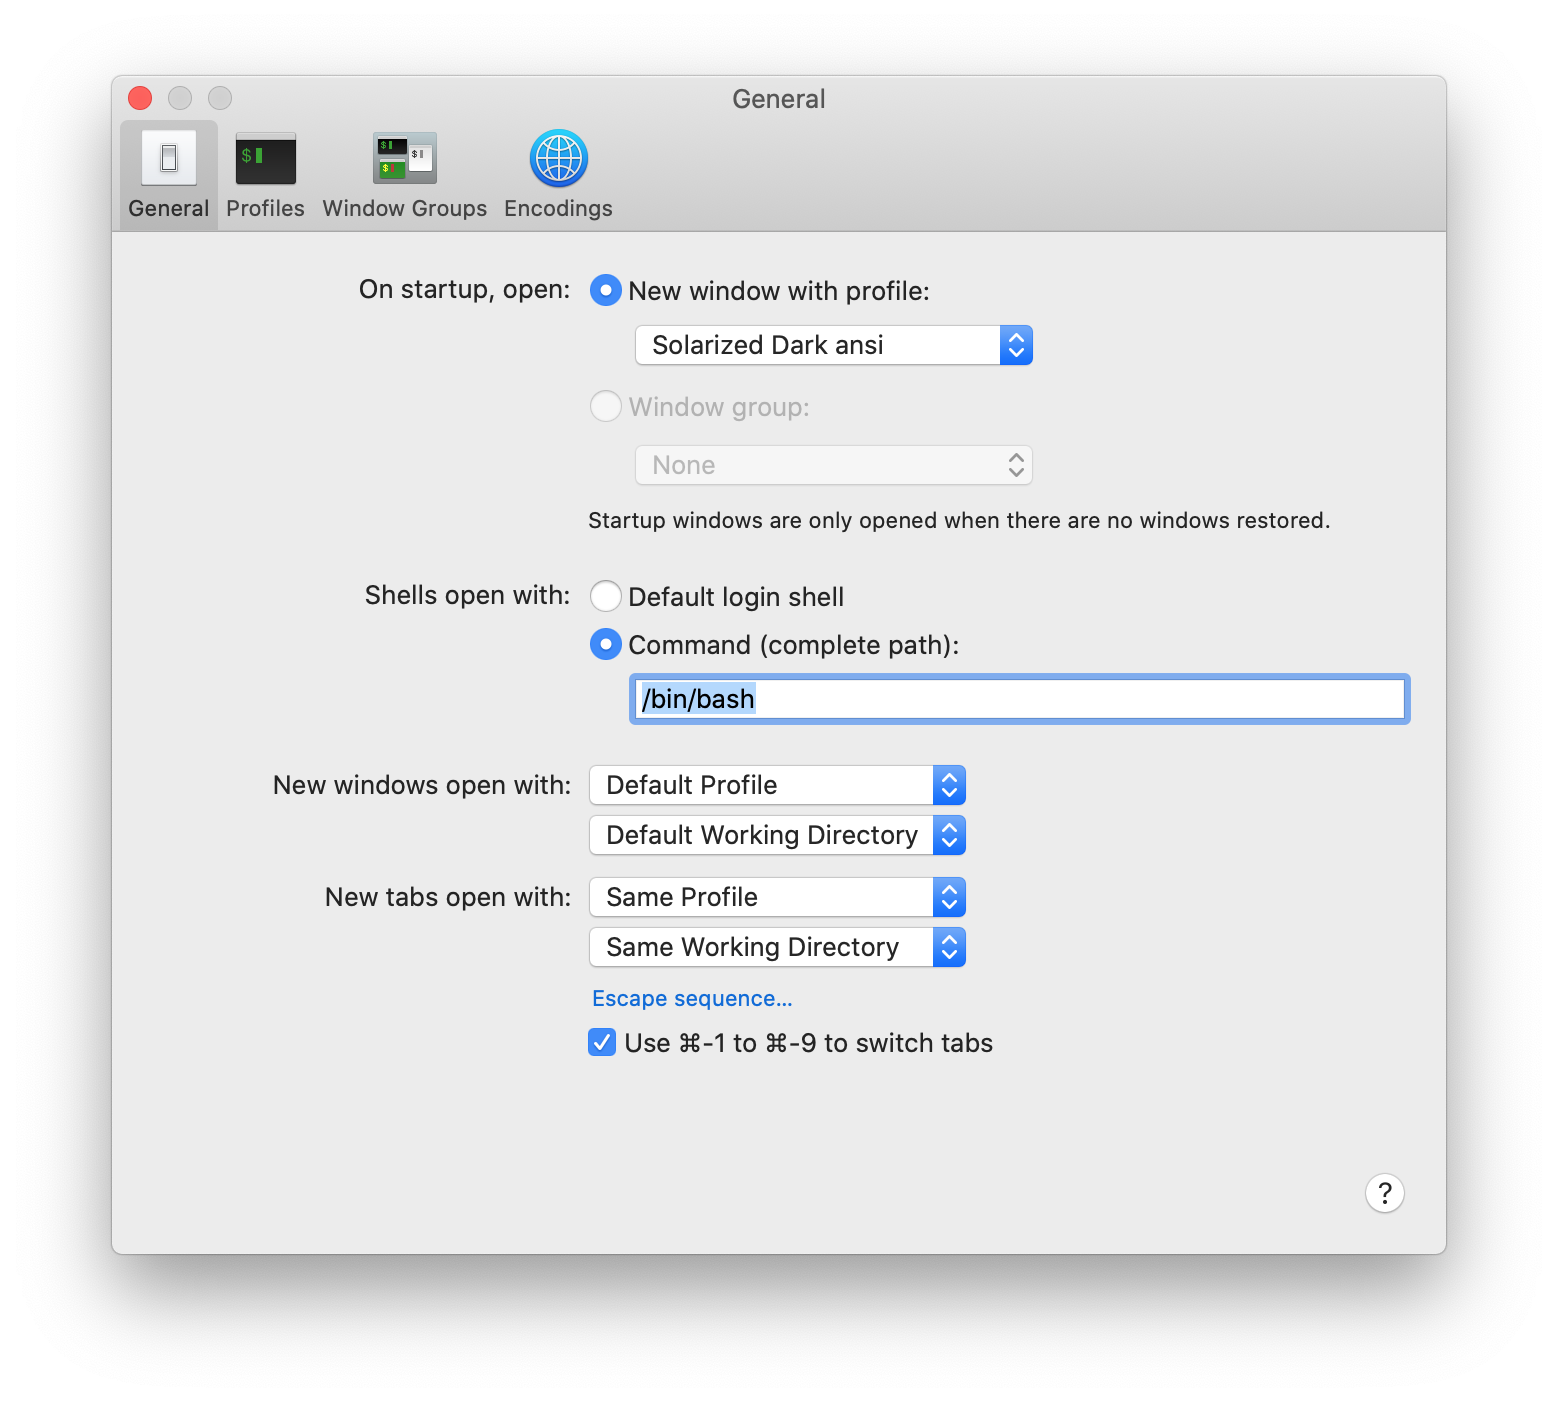 General
General Profiles Window Groups Encodings
On startup, open: New window with profile:
Solarized Dark ansi
Window group:
None
Startup windows are only opened when there are no windows restored.
Shells open with: Default login shell
Command (complete path):
/bin/bash
New windows open with: Default Profile
Default Working Directory
New tabs open with: Same Profile
Same Working Directory
Escape sequence...
Use ⌘-1 to ⌘-9 to switch tabs
?